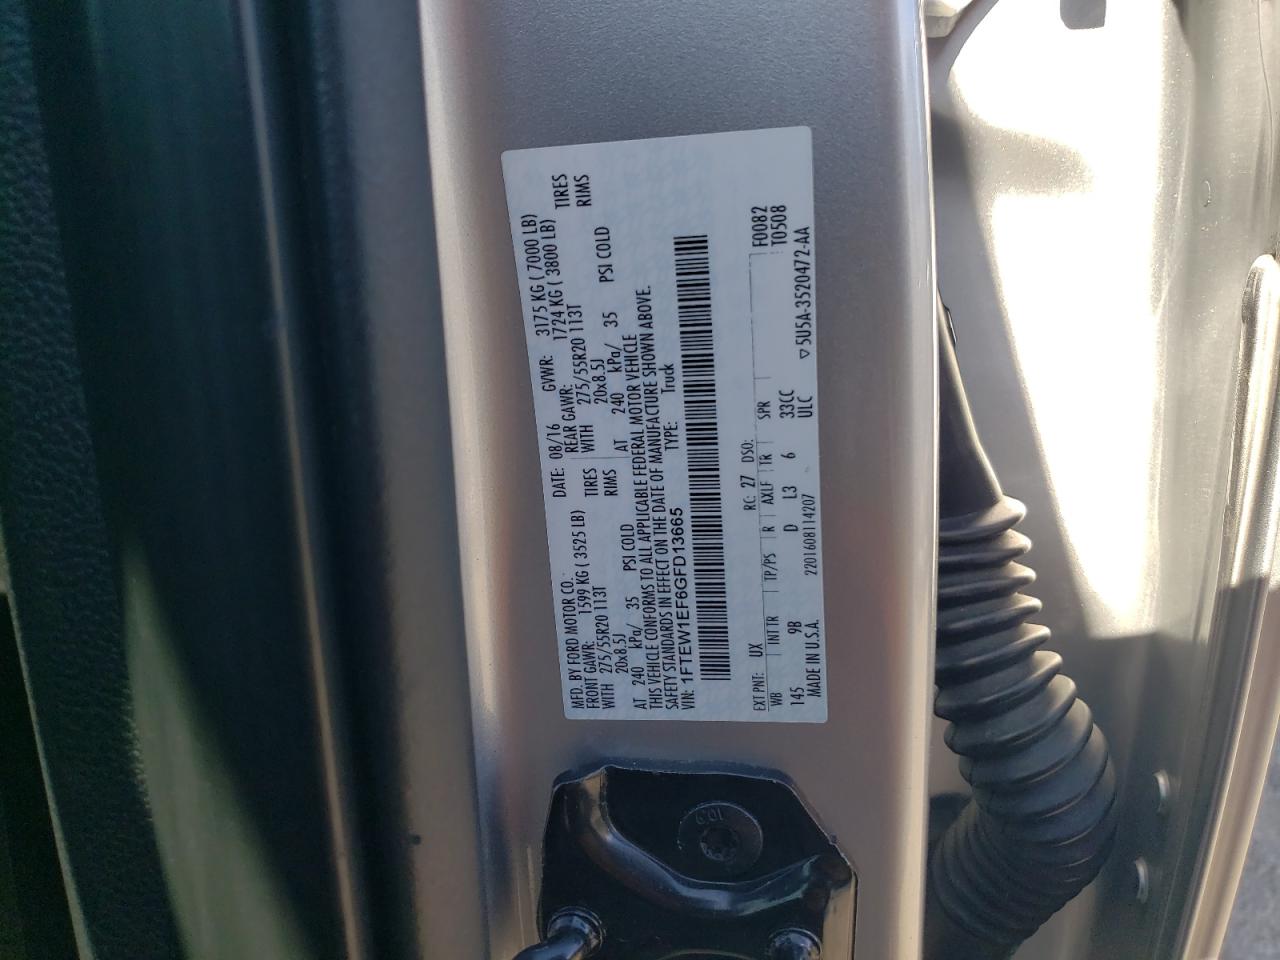 MFD. BY FORD MOTOR CO. DATE: 08/16 GVWR: 3175 KG ( 7000 LB)
FRONT GAWR: 1599 KG ( 3525 LB) REAR GAWR: 1724 KG ( 3800 LB)
WITH 275/55R20 113T TIRES WITH 275/55R20 113T TIRES
20x8.5J RIMS 20x8.5J RIMS
AT 240 kPa/ 35 PSI COLD AT 240 kPa/ 35 PSI COLD
THIS VEHICLE CONFORMS TO ALL APPLICABLE FEDERAL MOTOR VEHICLE
SAFETY STANDARDS IN EFFECT ON THE DATE OF MANUFACTURE SHOWN ABOVE.
VIN: 1FTEW1EF6GFD13665 TYPE: Truck
EXT PNT: UX RC: 27 DSO: F0082
WB INT TR TP/PS R AXLE TR SPR T0508
145 9B D L3 6 33CC
ULC
MADE IN U.S.A. 2201608114207 ▽5U5A-3520472-AA
10.9